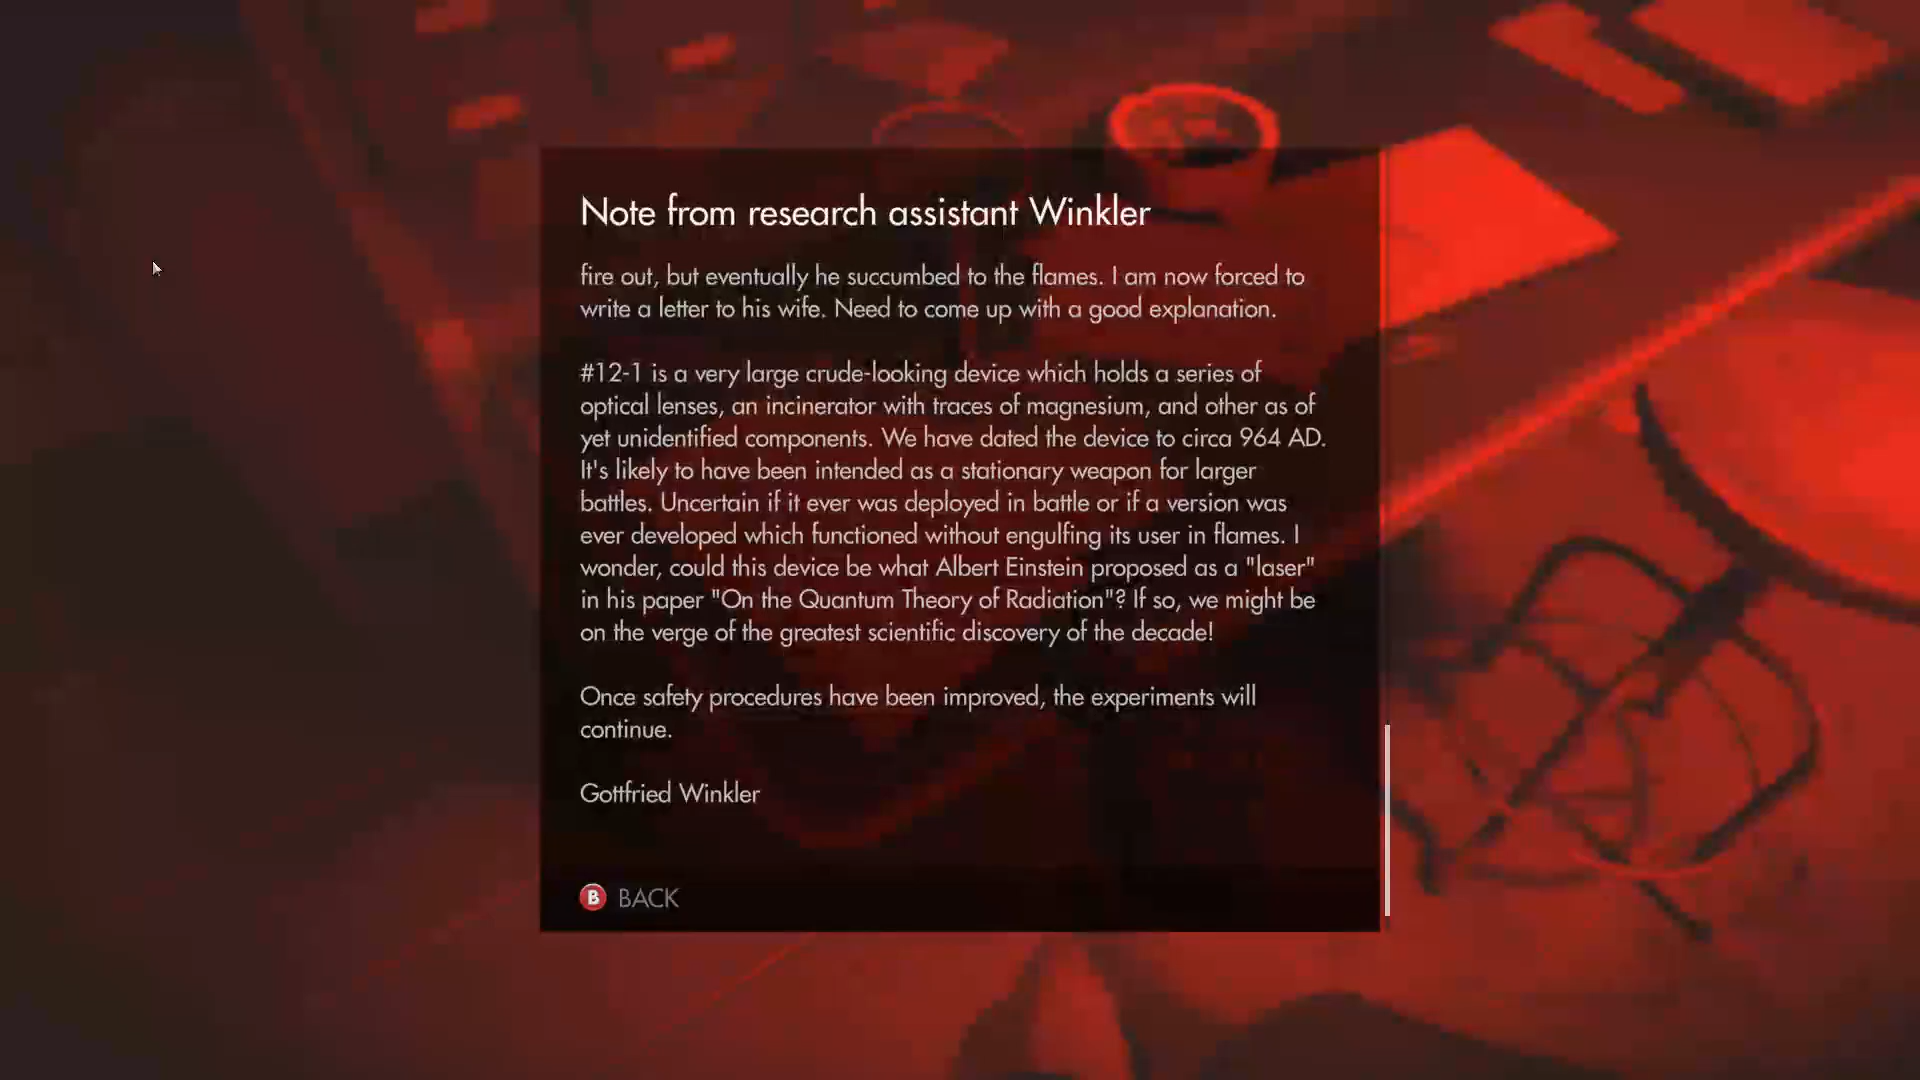 Note from research assistant Winkler
fire out, but eventually he succumbed to the flames. I am now forced to
write a letter to his wife. Need to come up with a good explanation.
#12-1 is a very large crude-looking device which holds a series of
optical lenses, an incinerator with traces of magnesium, and other as of
yet unidentified components. We have dated the device to circa 964 AD.
It's likely to have been intended as a stationary weapon for larger
battles. Uncertain if it ever was deployed in battle or if a version was
ever developed which functioned without engulfing its user in flames. I
wonder, could this device be what Albert Einstein proposed as a "laser"
in his paper "On the Quantum Theory of Radiation"? If so, we might be
on the verge of the greatest scientific discovery of the decade!
Once safety procedures have been improved, the experiments will
continue.
Gottfried Winkler
B BACK